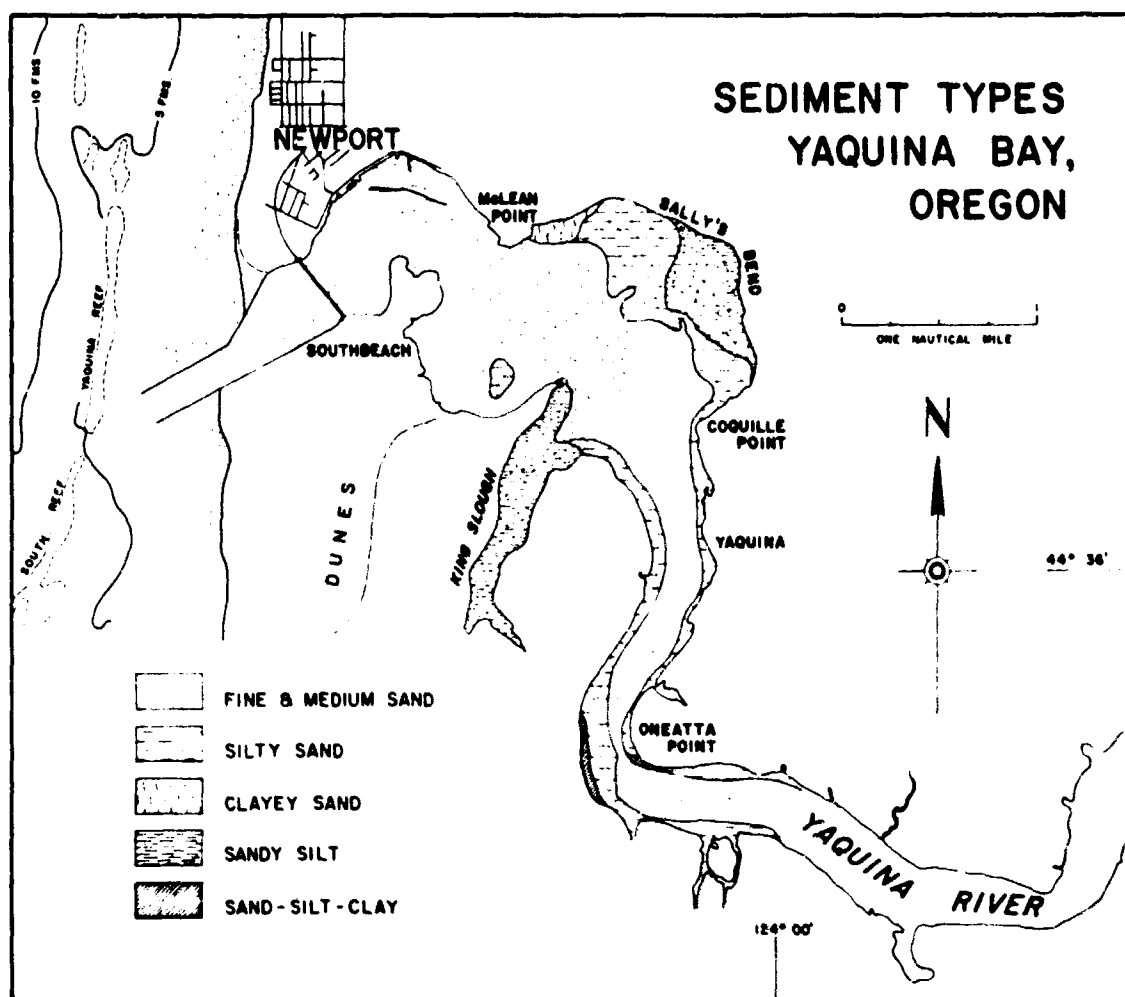 SEDIMENT TYPES
YAQUINA BAY,
OREGON
10 FMS
5 FMS
NEWPORT
McLEAN
POINT
SALLY'S
BEND
0
1
ONE NAUTICAL MILE
YAQUINA REEF
SOUTHBEACH
COQUILLE
POINT
N
SOUTH REEF
DUNES
KING SLOUGH
YAQUINA
44° 36'
FINE & MEDIUM SAND
SILTY SAND
CLAYEY SAND
SANDY SILT
SAND-SILT-CLAY
ONEATTA
POINT
YAQUINA RIVER
124° 00'